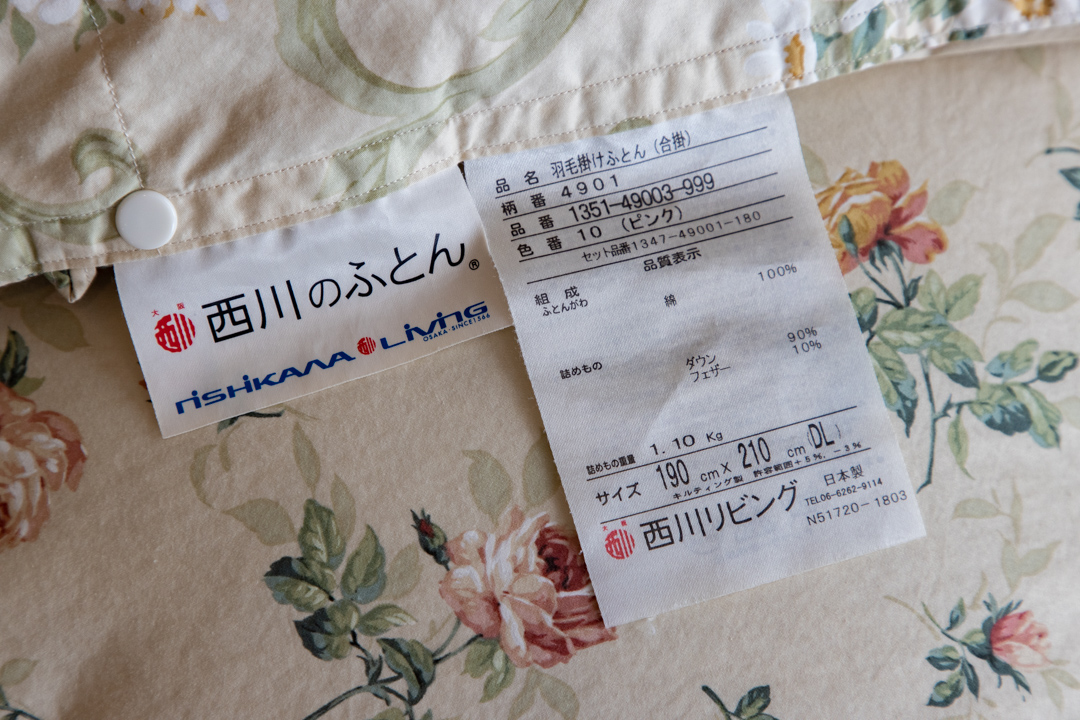 大阪
西川のふとん®
nishikawa Living
OSAKA・SINCE1566
品名 羽毛掛けふとん（合掛）
柄番 4901
品番 1351-49003-999
色番 10 （ピンク）
セット品番1347-49001-180
品質表示
組成
ふとんがわ 綿 100%
詰めもの ダウン 90%
フェザー 10%
詰めもの重量 1.10 Kg
サイズ 190 cm X 210 cm (DL)
キルティング製 許容範囲+5%, -3%
大阪
西川リビング
日本製
TEL06-6262-9114
N51720-1803